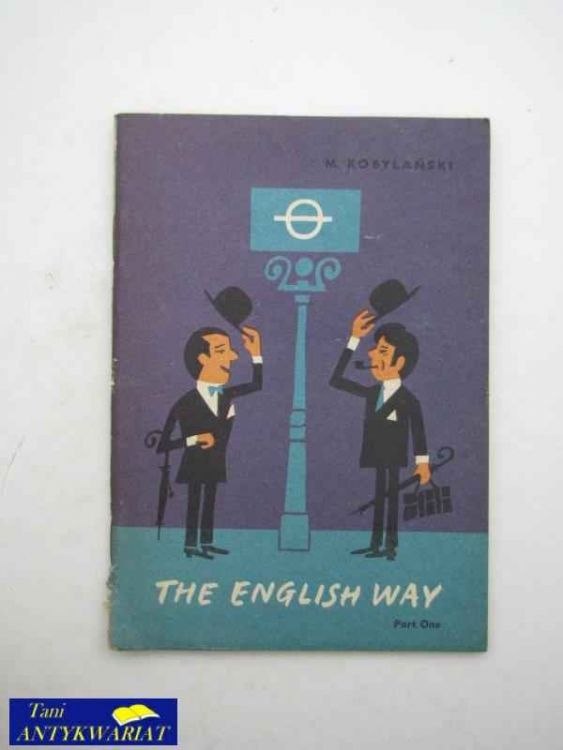 M. KOBYLAŃSKI
THE ENGLISH WAY
Part One
Tani
ANTYKWARIAT